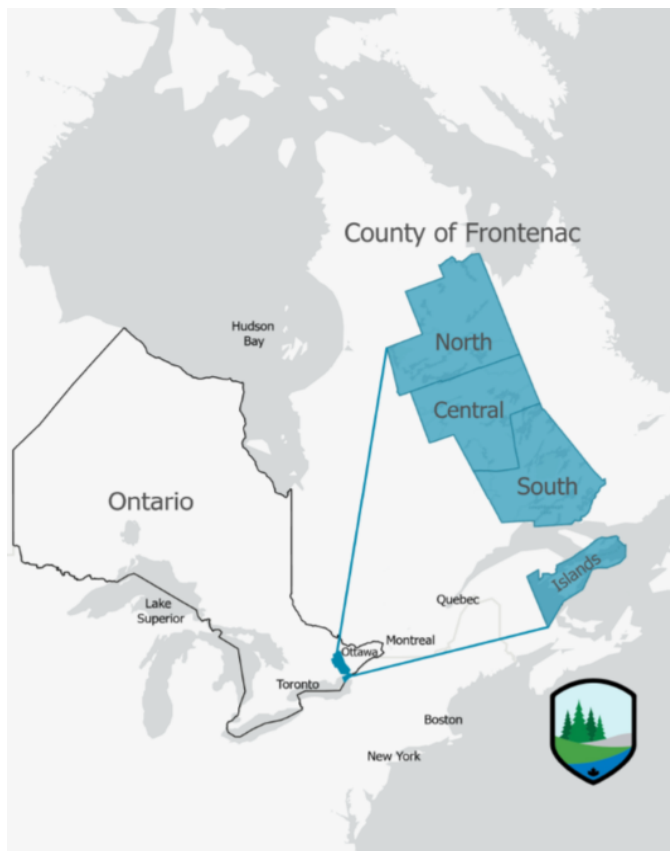 County of Frontenac
Hudson
Bay
North
Central
South
Ontario
Islands
Lake
Superior
Quebec
Montreal
Ottawa
Toronto
Boston
New York